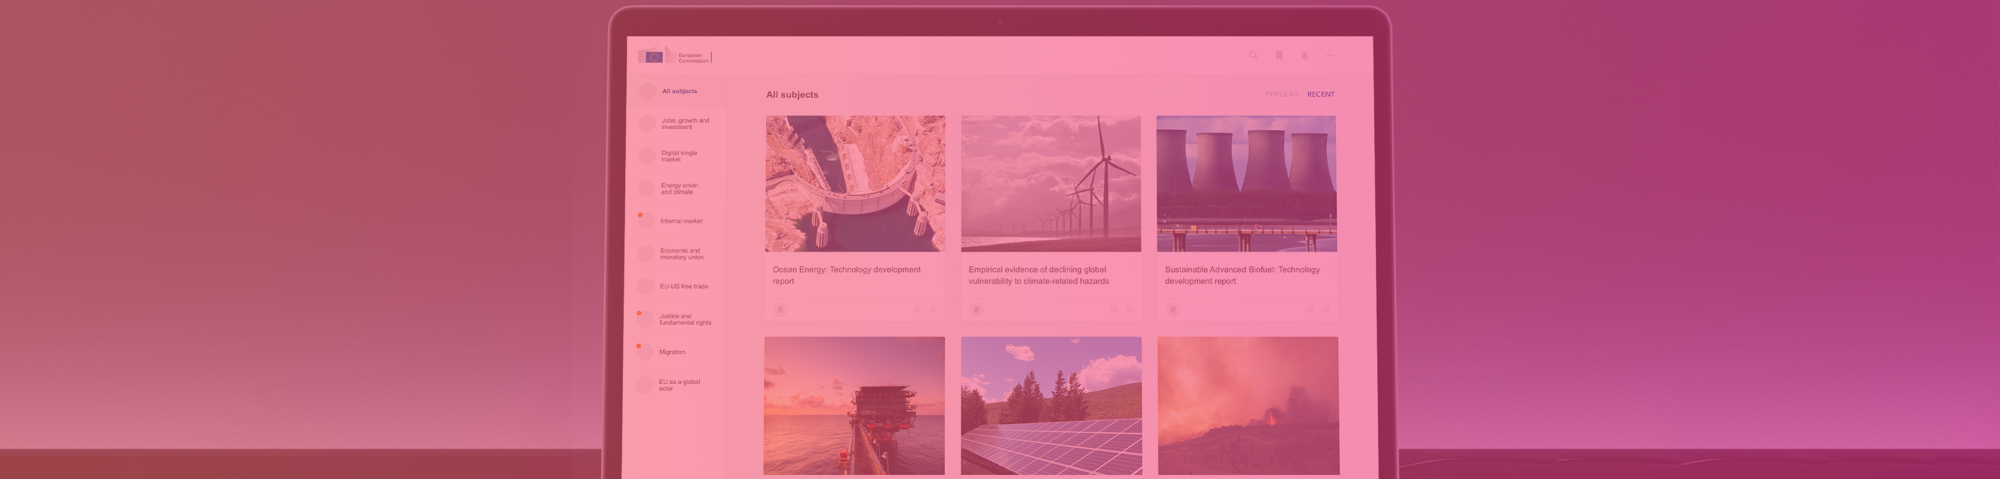 European
Commission
All subjects
Jobs, growth and
investment
Digital single
market
Energy union
and climate
Internal market
Economic and
monetary union
EU-US free trade
Justice and
fundamental rights
Migration
EU as a global
actor
All subjects
POPULAR RECENT
Ocean Energy: Technology development
report
Empirical evidence of declining global
vulnerability to climate-related hazards
Sustainable Advanced Biofuel: Technology
development report